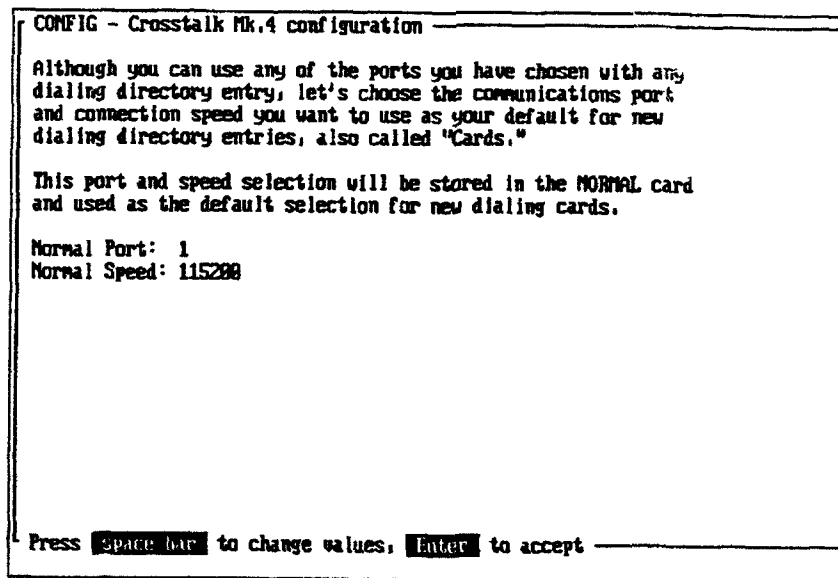 CONFIG - Crosstalk Mk.4 configuration
Although you can use any of the ports you have chosen with any
dialing directory entry, let's choose the communications port
and connection speed you want to use as your default for new
dialing directory entries, also called "Cards."
This port and speed selection will be stored in the NORMAL card
and used as the default selection for new dialing cards.
Normal Port: 1
Normal Speed: 115200
Press space bar to change values, Enter to accept